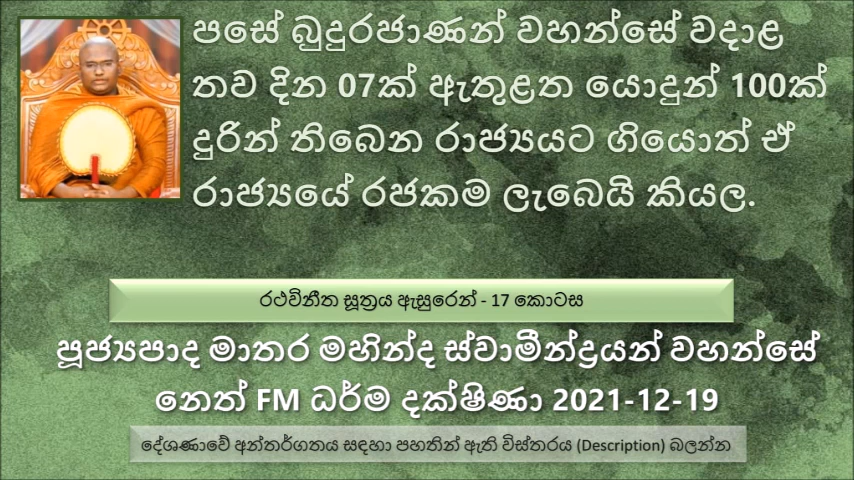 පසේ බුදුරජාණන් වහන්සේ වදාළ
තව දින 07ක් ඇතුළත යොදුන් 100ක්
දුරින් තිබෙන රාජ්‍යයට ගියොත් ඒ
රාජ්‍යයේ රජකම ලැබෙයි කියල.
රථවිනීත සූත්‍රය ඇසුරෙන් - 17 කොටස
පූජ්‍යපාද මාතර මහින්ද ස්වාමීන්ද්‍රයන් වහන්සේ
නෙත් FM ධර්ම දක්ෂිණා 2021-12-19
දේශණාවේ අන්තර්ගතය සඳහා පහතින් ඇති විස්තරය (Description) බලන්න